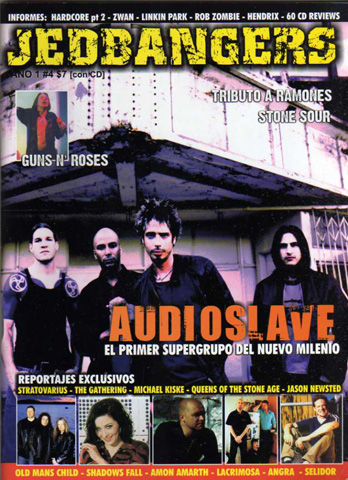 INFORMES: HARDCORE pt 2 - ZWAN - LINKIN PARK - ROB ZOMBIE - HENDRIX - 60 CD REVIEWS
JEDBANGERS
AÑO 1 #4 $7 [con CD]
TRIBUTO A RAMONES
STONE SOUR
GUNS N' ROSES
AUDIOSLAVE
EL PRIMER SUPERGRUPO DEL NUEVO MILENIO
REPORTAJES EXCLUSIVOS
STRATOVARIUS - THE GATHERING - MICHAEL KISKE - QUEENS OF THE STONE AGE - JASON NEWSTED
OLD MANS CHILD - SHADOWS FALL - AMON AMARTH - LACRIMOSA - ANGRA - SELIDOR